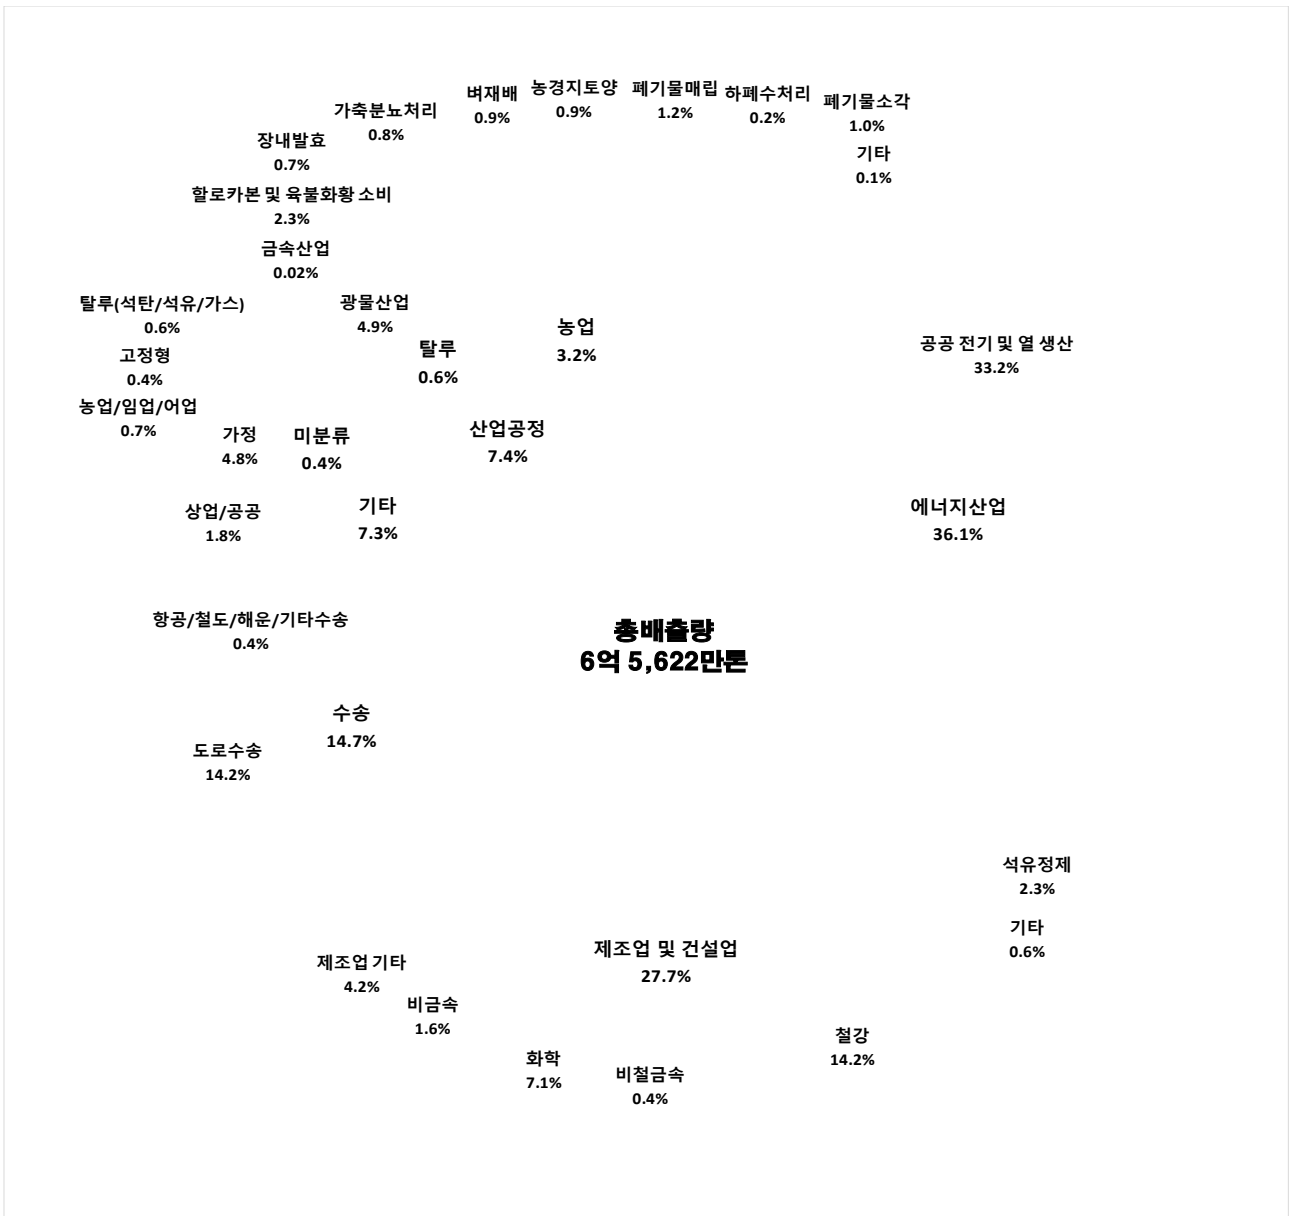 벼재배
0.9%
농경지토양
0.9%
폐기물매립
1.2%
하폐수처리
0.2%
폐기물소각
1.0%
기타
0.1%
가축분뇨처리
0.8%
장내발효
0.7%
할로카본 및 육불화황 소비
2.3%
금속산업
0.02%
탈루(석탄/석유/가스)
0.6%
광물산업
4.9%
농업
3.2%
탈루
0.6%
공공 전기 및 열 생산
33.2%
고정형
0.4%
농업/임업/어업
0.7%
가정
4.8%
미분류
0.4%
산업공정
7.4%
상업/공공
1.8%
기타
7.3%
에너지산업
36.1%
항공/철도/해운/기타수송
0.4%
총배출량
6억 5,622만톤
수송
14.7%
도로수송
14.2%
석유정제
2.3%
기타
0.6%
제조업 및 건설업
27.7%
제조업 기타
4.2%
비금속
1.6%
철강
14.2%
화학
7.1%
비철금속
0.4%